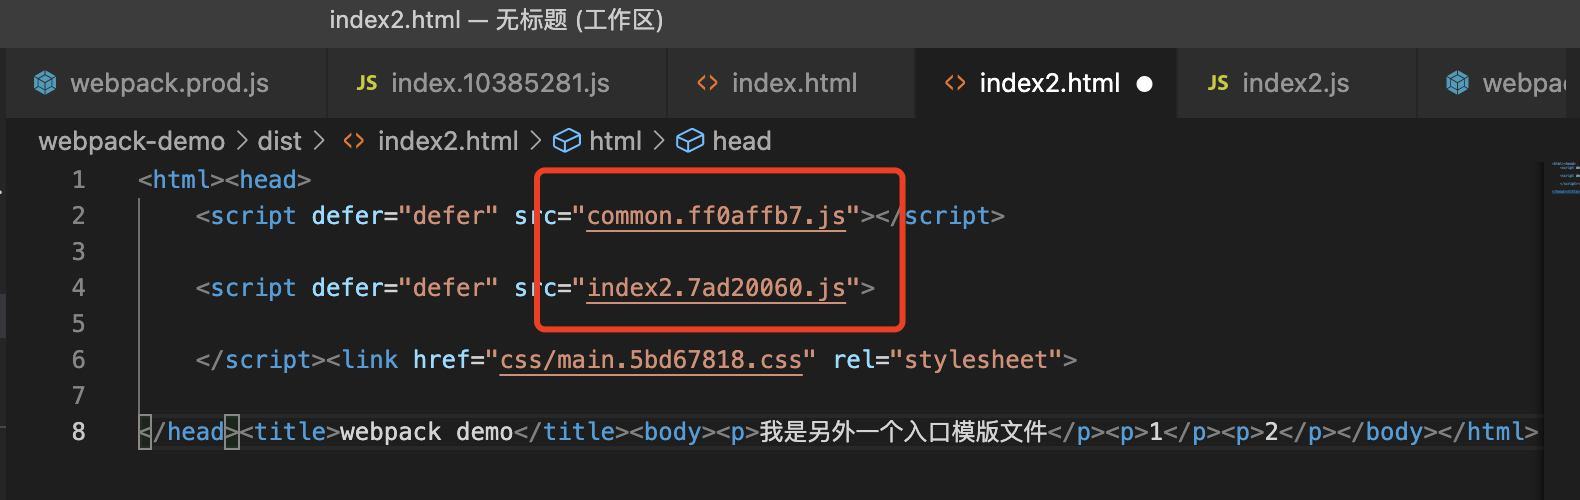 index2.html — 无标题 (工作区)
webpack.prod.js JS index.10385281.js <> index.html <> index2.html ● JS index2.js webpac
webpack-demo > dist > <> index2.html > html > head
1 <html><head>
2 <script defer="defer" src="common.ff0affb7.js"></script>
3
4 <script defer="defer" src="index2.7ad20060.js">
5
6 </script><link href="css/main.5bd67818.css" rel="stylesheet">
7
8 </head><title>webpack demo</title><body><p>我是另外一个入口模版文件</p><p>1</p><p>2</p></body></html>